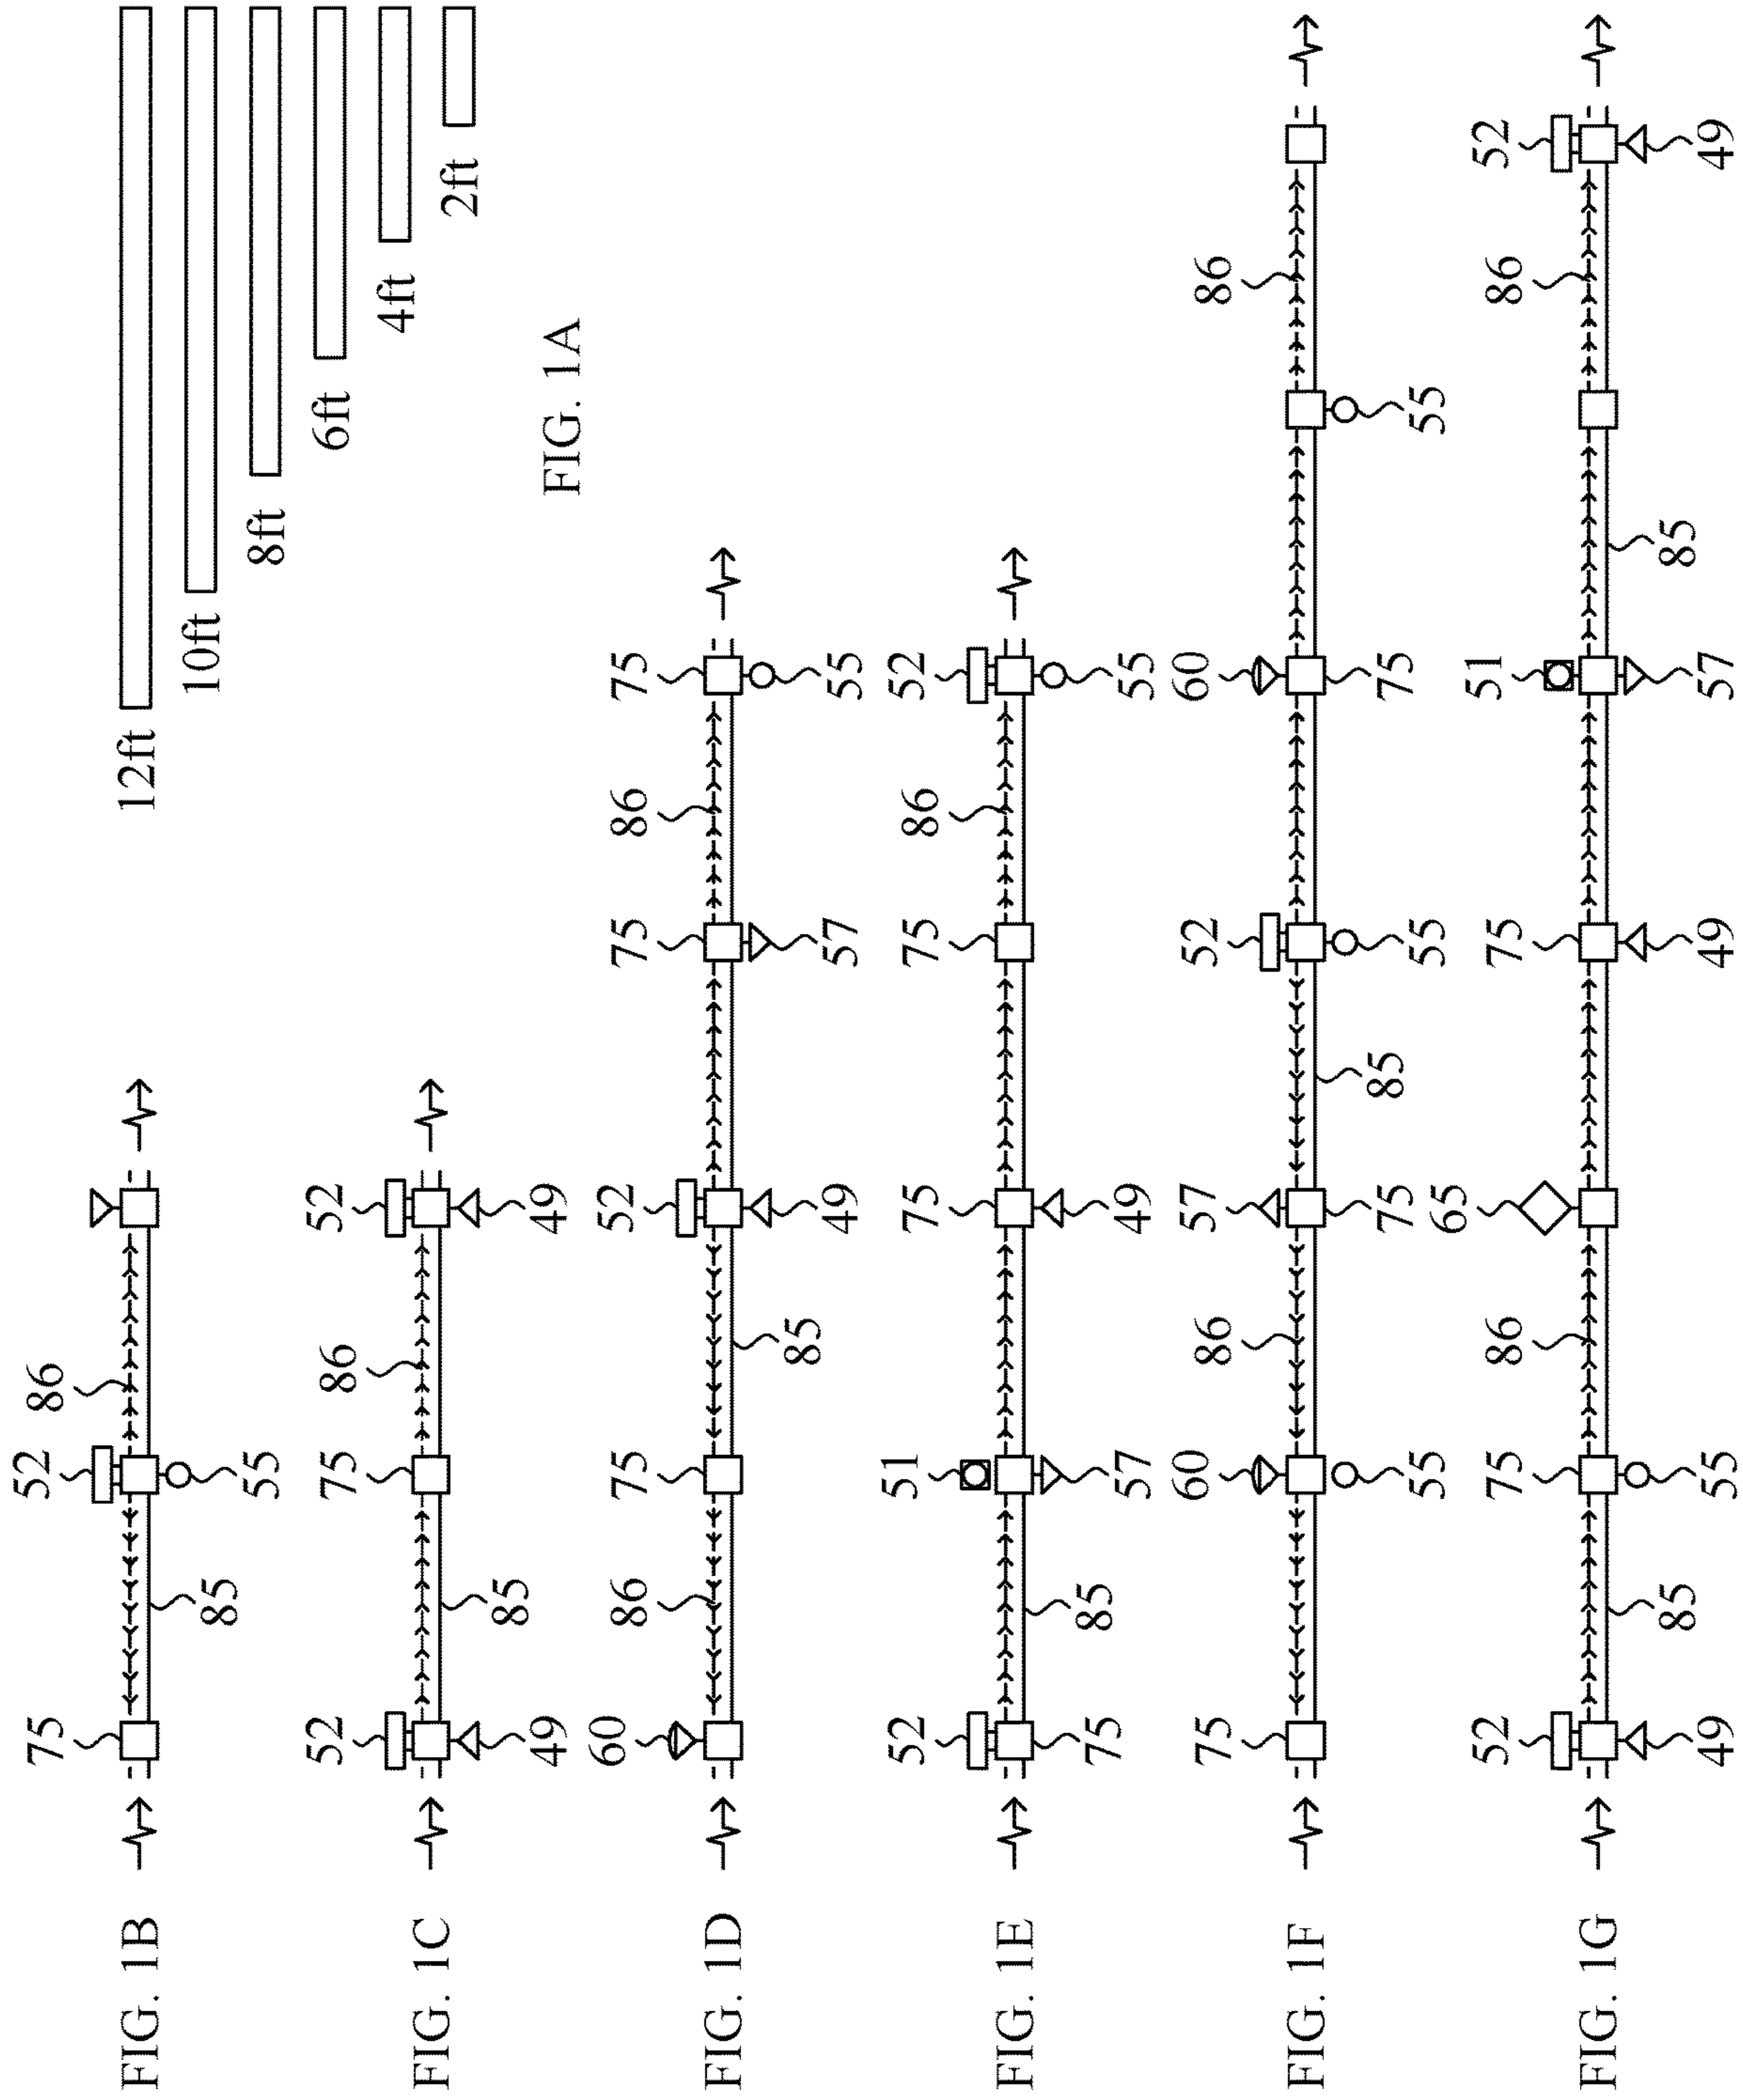 12ft
10ft
8ft
6ft
4ft
2ft
FIG. 1A
75 52 86
FIG. 1B
85 55
52 75 86 52
FIG. 1C
49 85 49
60 86 75 52 75 86 75
FIG. 1D
85 49 57 55
52 51 75 75 86 52
FIG. 1E
75 85 57 49 55
75 60 86 57 52 60 86
FIG. 1F
55 75 85 55 75 55
52 75 86 65 75 51 86 52
FIG. 1G
49 85 55 49 57 85 49